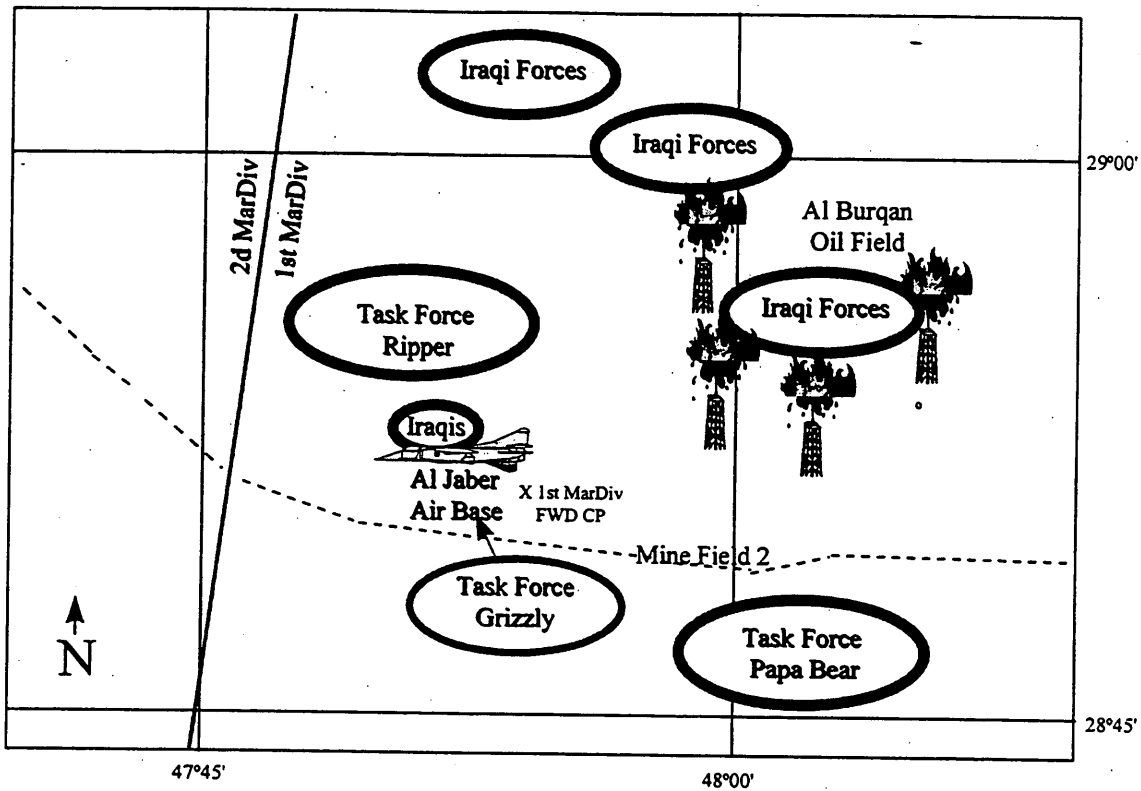 Iraqi Forces
Iraqi Forces
29°00'
2d MarDiv
1st MarDiv
Al Burqan
Oil Field
Iraqi Forces
Task Force
Ripper
Iraqis
Al Jaber
Air Base
X 1st MarDiv
FWD CP
Mine Field 2
Task Force
Grizzly
Task Force
Papa Bear
N
28°45'
47°45'
48°00'